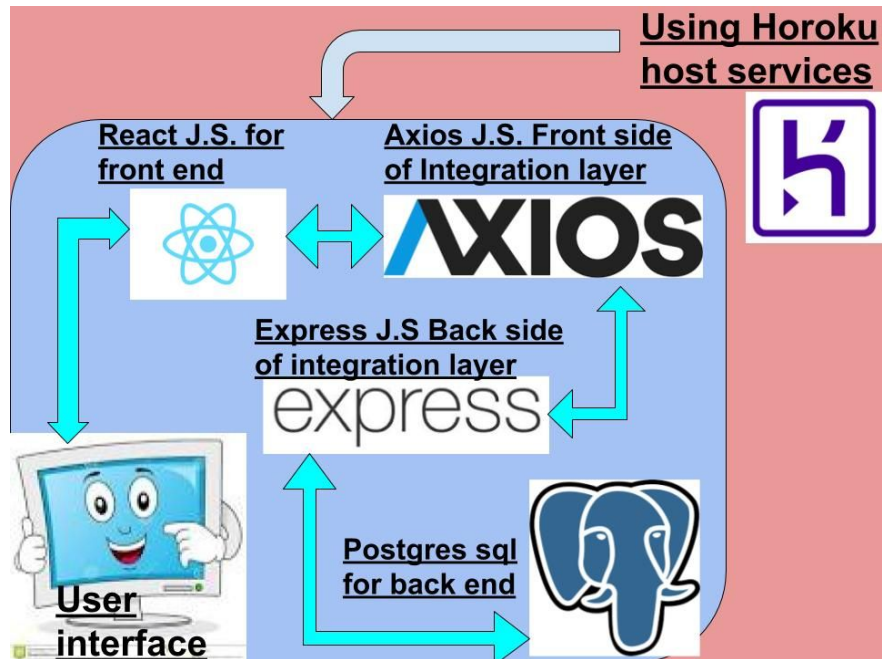 Using Horoku
host services
React J.S. for
front end
Axios J.S. Front side
of Integration layer
AXIOS
Express J.S Back side
of integration layer
express
Postgres sql
for back end
User
interface